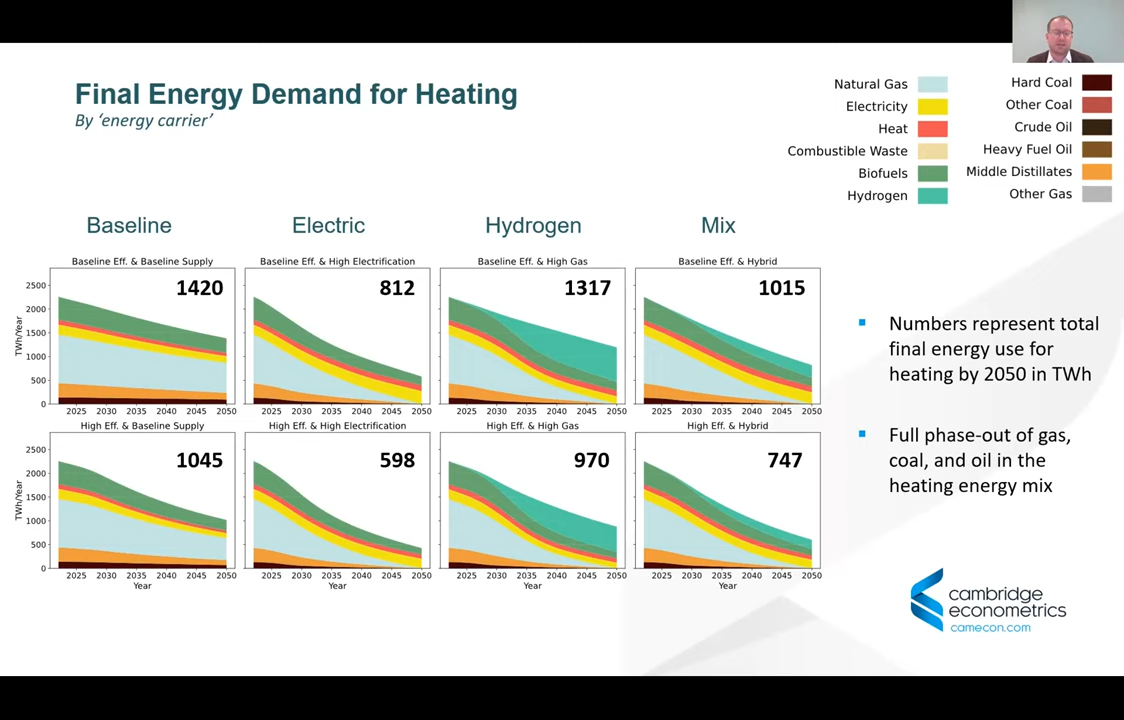 Final Energy Demand for Heating
By 'energy carrier'
Natural Gas
Electricity
Heat
Combustible Waste
Biofuels
Hydrogen
Hard Coal
Other Coal
Crude Oil
Heavy Fuel Oil
Middle Distillates
Other Gas
Baseline Electric Hydrogen Mix
Baseline Eff. & Baseline Supply
1420
TWh/Year
2500
2000
1500
1000
500
0
2025 2030 2035 2040 2045 2050
Baseline Eff. & High Electrification
812
2025 2030 2035 2040 2045 2050
Baseline Eff. & High Gas
1317
2025 2030 2035 2040 2045 2050
Baseline Eff. & Hybrid
1015
2025 2030 2035 2040 2045 2050
High Eff. & Baseline Supply
1045
TWh/Year
2500
2000
1500
1000
500
0
2025 2030 2035 2040 2045 2050
Year
High Eff. & High Electrification
598
2025 2030 2035 2040 2045 2050
Year
High Eff. & High Gas
970
2025 2030 2035 2040 2045 2050
Year
High Eff. & Hybrid
747
2025 2030 2035 2040 2045 2050
Year
Numbers represent total
final energy use for
heating by 2050 in TWh
Full phase-out of gas,
coal, and oil in the
heating energy mix
cambridge
econometrics
camecon.com